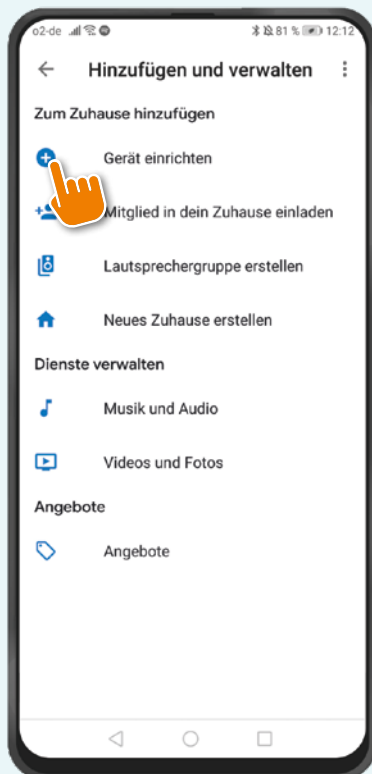 o2-de 81 % 12:12
Hinzufügen und verwalten
Zum Zuhause hinzufügen
Gerät einrichten
Mitglied in dein Zuhause einladen
Lautsprechergruppe erstellen
Neues Zuhause erstellen
Dienste verwalten
Musik und Audio
Videos und Fotos
Angebote
Angebote